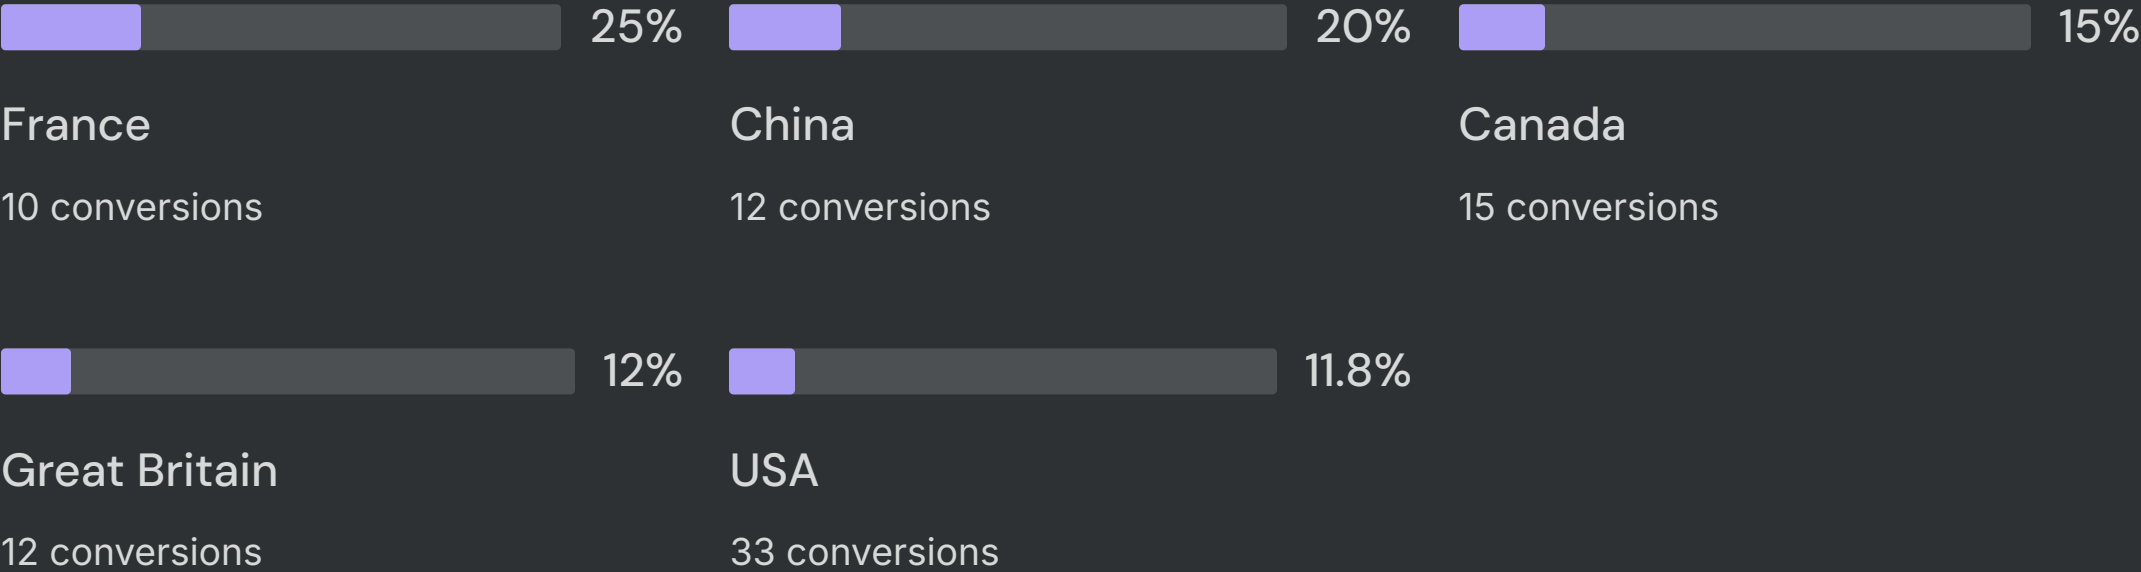 25%
20%
15%
France
China
Canada
10 conversions
12 conversions
15 conversions
12%
11.8%
Great Britain
USA
12 conversions
33 conversions